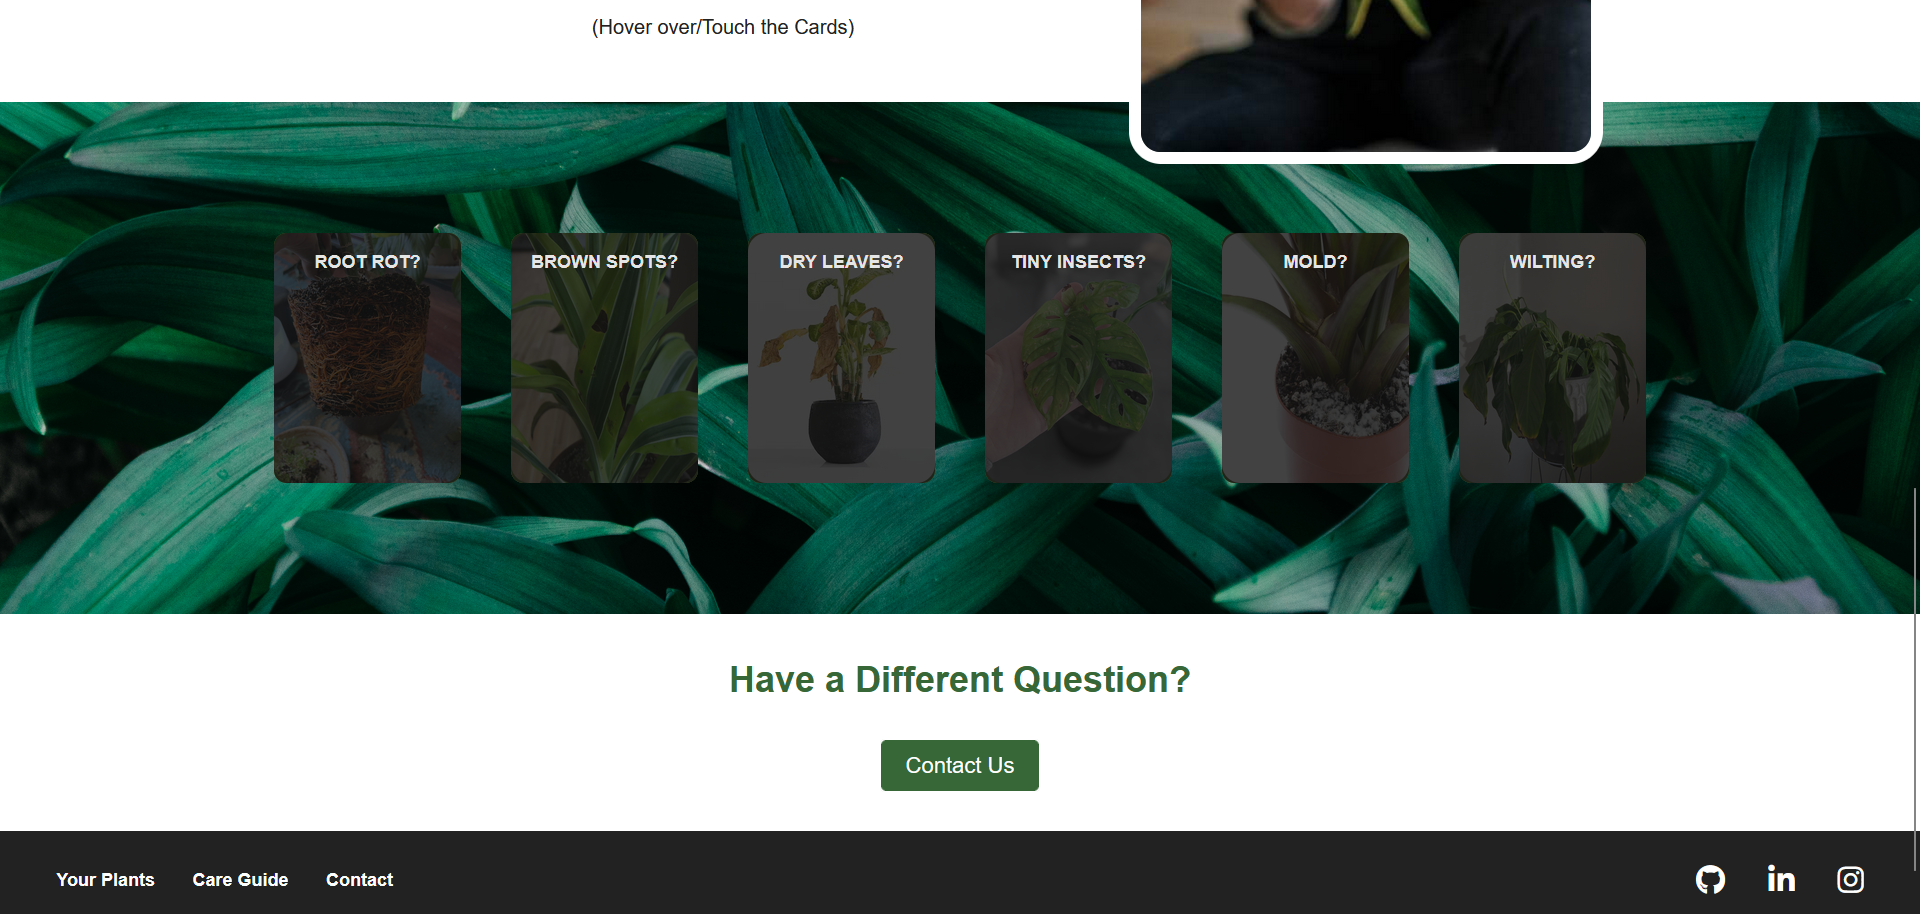 (Hover over/Touch the Cards)
ROOT ROT?
BROWN SPOTS?
DRY LEAVES?
TINY INSECTS?
MOLD?
WILTING?
Have a Different Question?
Contact Us
Your Plants
Care Guide
Contact